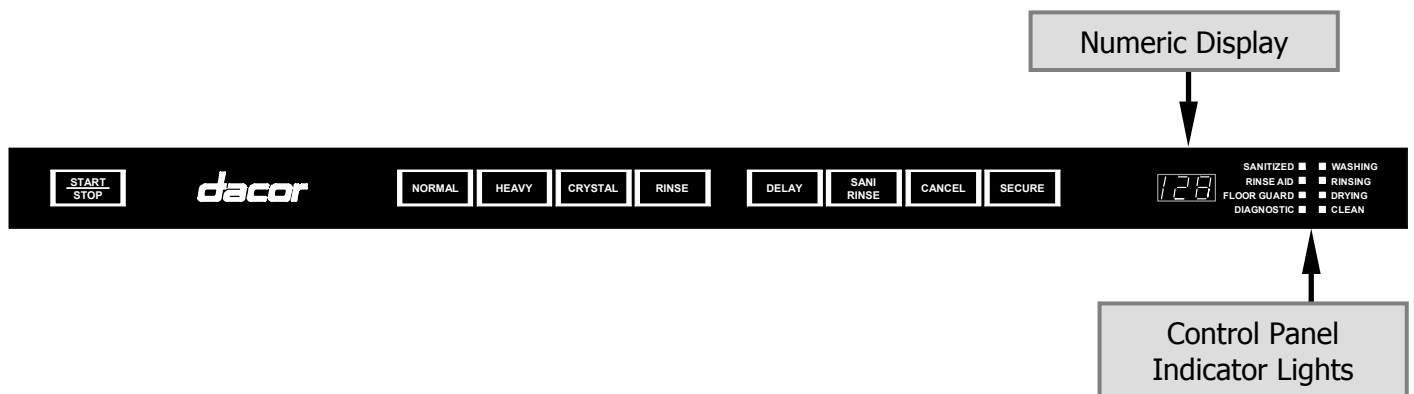 Numeric Display
START
STOP
dacor
NORMAL
HEAVY
CRYSTAL
RINSE
DELAY
SANI
RINSE
CANCEL
SECURE
128
SANITIZED
RINSE AID
FLOOR GUARD
DIAGNOSTIC
WASHING
RINSING
DRYING
CLEAN
Control Panel
Indicator Lights